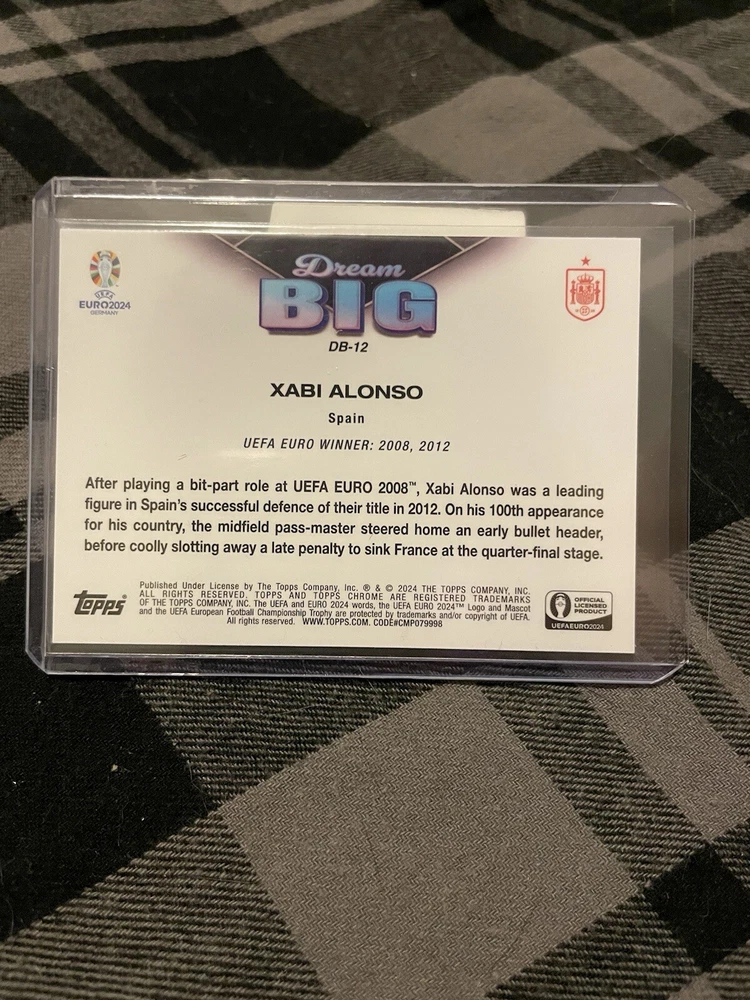 Dream
BIG
DB-12
UEFA
EURO2024
GERMANY
XABI ALONSO
Spain
UEFA EURO WINNER: 2008, 2012
After playing a bit-part role at UEFA EURO 2008™, Xabi Alonso was a leading
figure in Spain's successful defence of their title in 2012. On his 100th appearance
for his country, the midfield pass-master steered home an early bullet header,
before coolly slotting away a late penalty to sink France at the quarter-final stage.
Topps®
Published Under License by The Topps Company, Inc. ® & © 2024 THE TOPPS COMPANY, INC.
ALL RIGHTS RESERVED. TOPPS AND TOPPS CHROME ARE REGISTERED TRADEMARKS
OF THE TOPPS COMPANY, INC. The UEFA and EURO 2024 words, the UEFA EURO 2024™ Logo and Mascot
and the UEFA European Football Championship Trophy are protected by trademarks and/or copyright of UEFA.
All rights reserved. WWW.TOPPS.COM. CODE#CMP079998
OFFICIAL
LICENSED
PRODUCT
UEFAEURO2024